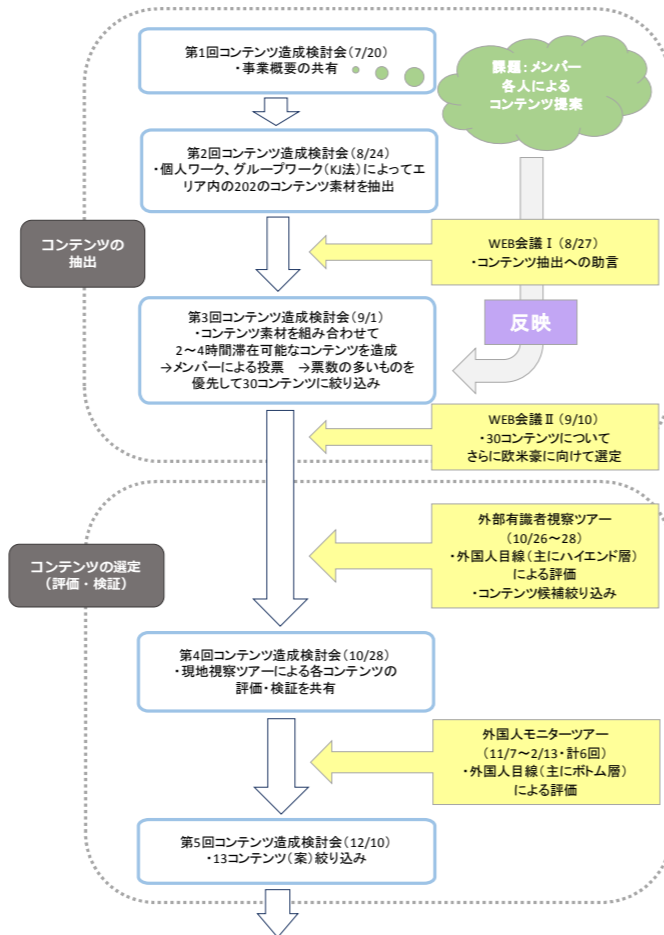 第1回コンテンツ造成検討会(7/20)
・事業概要の共有
課題:メンバー
各人による
コンテンツ提案
第2回コンテンツ造成検討会(8/24)
・個人ワーク、グループワーク(KJ法)によってエ
リア内の202のコンテンツ素材を抽出
コンテンツの
抽出
WEB会議Ⅰ(8/27)
・コンテンツ抽出への助言
反映
第3回コンテンツ造成検討会(9/1)
・コンテンツ素材を組み合わせて
2~4時間滞在可能なコンテンツを造成
→メンバーによる投票 →票数の多いものを
優先して30コンテンツに絞り込み
WEB会議Ⅱ(9/10)
・30コンテンツについて
さらに欧米豪に向けて選定
外部有識者視察ツアー
(10/26~28)
・外国人目線(主にハイエンド層)
による評価
・コンテンツ候補絞り込み
コンテンツの選定
(評価・検証)
第4回コンテンツ造成検討会(10/28)
・現地視察ツアーによる各コンテンツの
評価・検証を共有
外国人モニターツアー
(11/7~2/13・計6回)
・外国人目線(主にボトム層)
による評価
第5回コンテンツ造成検討会(12/10)
・13コンテンツ(案)絞り込み